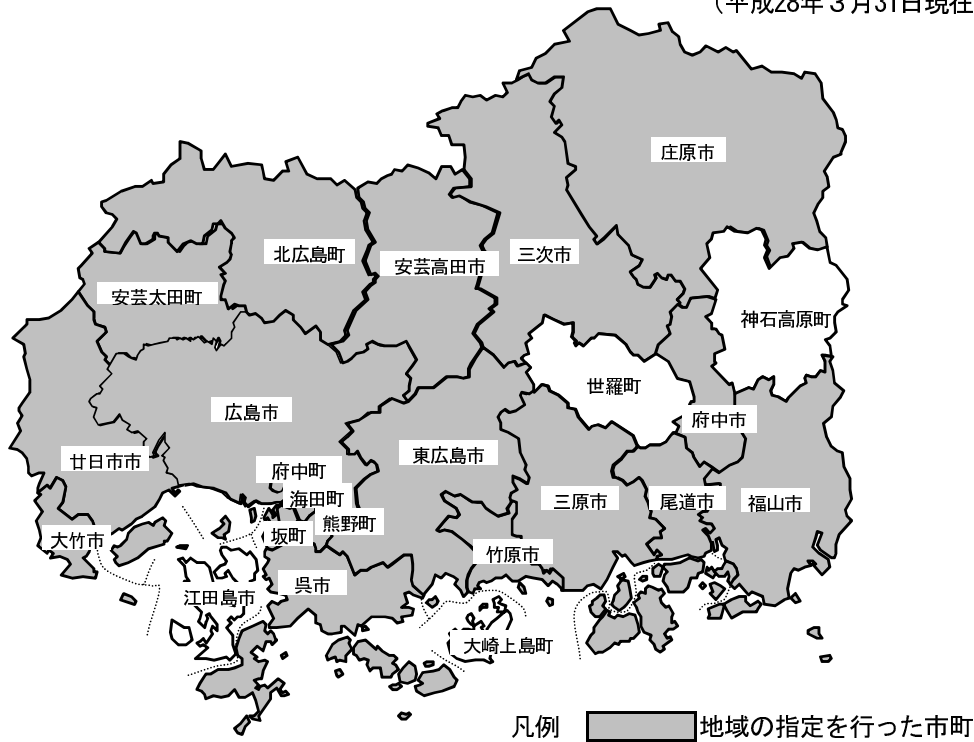 （平成28年３月31日現在
庄原市
北広島町
安芸高田市
三次市
安芸太田町
神石高原町
世羅町
広島市
府中市
廿日市市
府中町
東広島市
海田町
三原市
尾道市
福山市
熊野町
坂町
大竹市
竹原市
呉市
江田島市
大崎上島町
凡例 地域の指定を行った市町